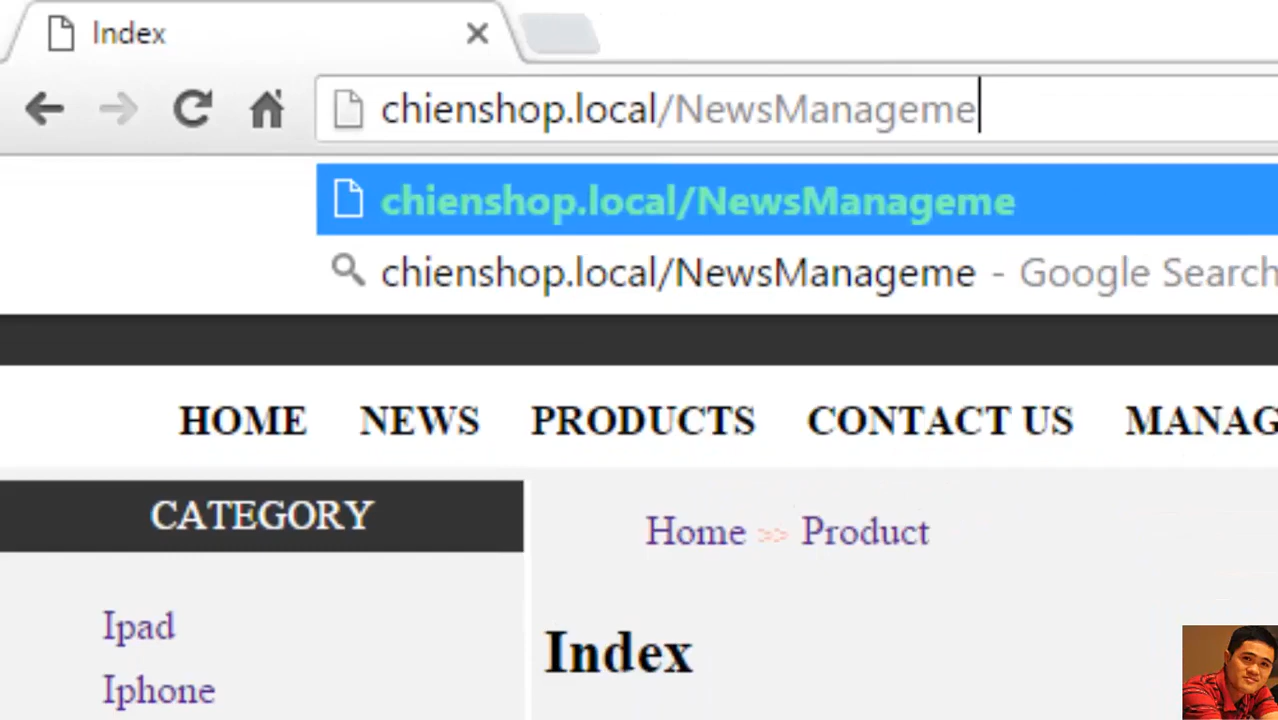 Index
chienshop.local/NewsManageme
chienshop.local/NewsManageme
chienshop.local/NewsManageme - Google Search
HOME NEWS PRODUCTS CONTACT US MANAG
CATEGORY
Home >> Product
Ipad
Index
Iphone